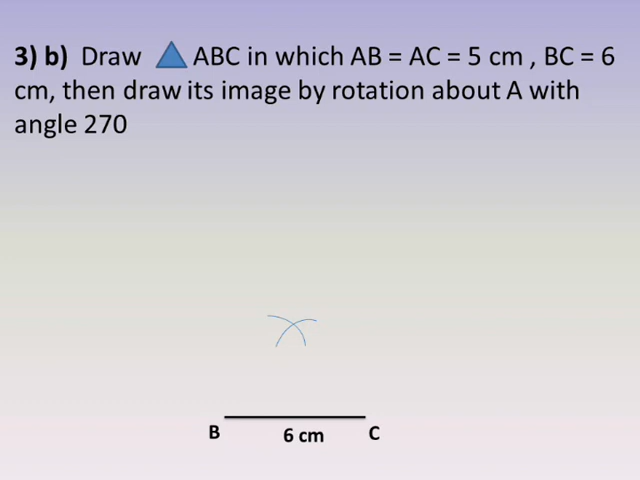 3) b) Draw ABC in which AB = AC = 5 cm , BC = 6
cm, then draw its image by rotation about A with
angle 270
B 6 cm C